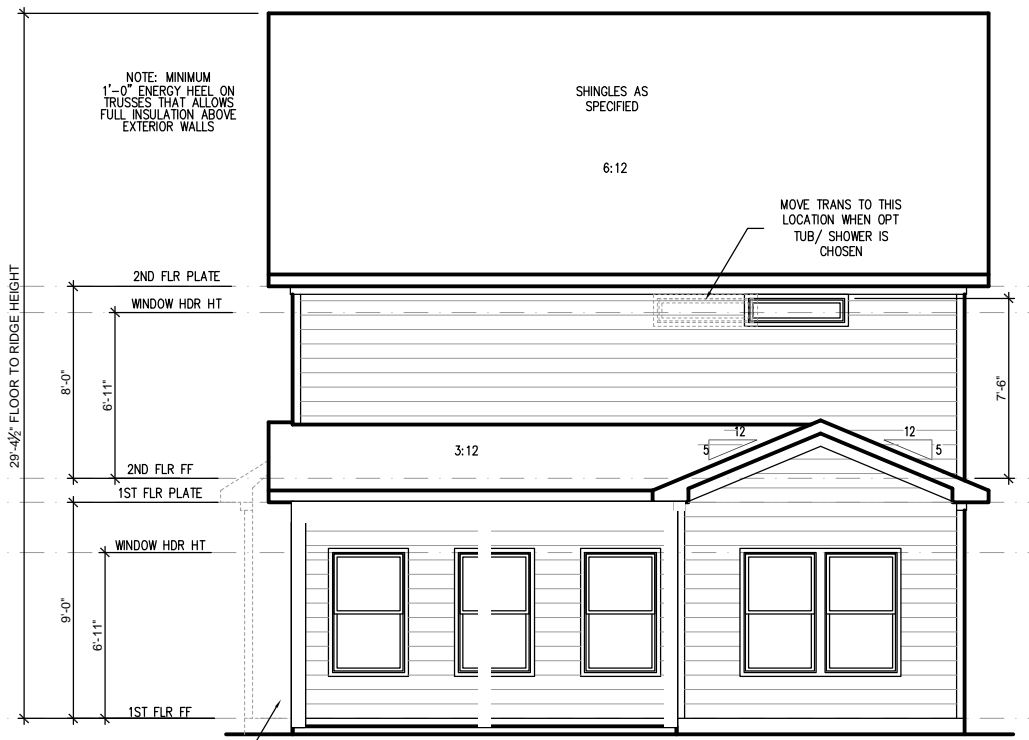 NOTE: MINIMUM
1'-0" ENERGY HEEL ON
TRUSSES THAT ALLOWS
FULL INSULATION ABOVE
EXTERIOR WALLS
SHINGLES AS
SPECIFIED
6:12
MOVE TRANS TO THIS
LOCATION WHEN OPT
TUB/ SHOWER IS
CHOSEN
29'-4½" FLOOR TO RIDGE HEIGHT
2ND FLR PLATE
WINDOW HDR HT
8'-0"
6'-11"
7'-6"
3:12
12
5
12
5
2ND FLR FF
1ST FLR PLATE
WINDOW HDR HT
9'-0"
6'-11"
1ST FLR FF